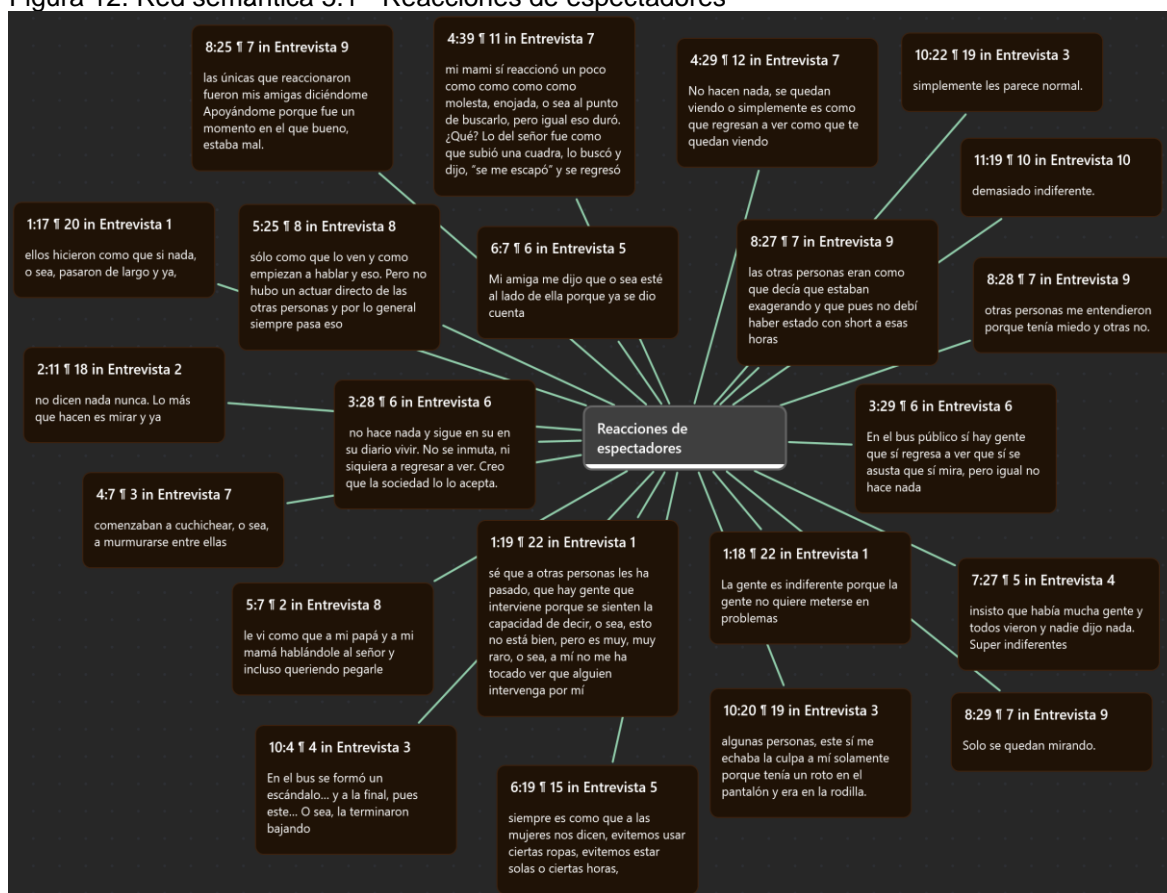 Figura 12. Red semántica 5.1 - Reacciones de espectadores
8:25 ¶ 7 in Entrevista 9
las únicas que reaccionaron
fueron mis amigas diciéndome
Apoyándome porque fue un
momento en el que bueno,
estaba mal.
4:39 ¶ 11 in Entrevista 7
mi mami sí reaccionó un poco
como como como como
molesta, enojada, o sea al punto
de buscarlo, pero igual eso duró.
¿Qué? Lo del señor fue como
que subió una cuadra, lo buscó y
dijo, “se me escapó” y se regresó
4:29 ¶ 12 in Entrevista 7
No hacen nada, se quedan
viendo o simplemente es como
que regresan a ver como que te
quedan viendo
10:22 ¶ 19 in Entrevista 3
simplemente les parece normal.
11:19 ¶ 10 in Entrevista 10
demasiado indiferente.
1:17 ¶ 20 in Entrevista 1
ellos hicieron como que si nada,
o sea, pasaron de largo y ya,
5:25 ¶ 8 in Entrevista 8
sólo como que lo ven y como
empiezan a hablar y eso. Pero no
hubo un actuar directo de las
otras personas y por lo general
siempre pasa eso
6:7 ¶ 6 in Entrevista 5
Mi amiga me dijo que o sea esté
al lado de ella porque ya se dio
cuenta
8:27 ¶ 7 in Entrevista 9
las otras personas eran como
que decía que estaban
exagerando y que pues no debí
haber estado con short a esas
horas
8:28 ¶ 7 in Entrevista 9
otras personas me entendieron
porque tenía miedo y otras no.
2:11 ¶ 18 in Entrevista 2
no dicen nada nunca. Lo más
que hacen es mirar y ya
3:28 ¶ 6 in Entrevista 6
no hace nada y sigue en su en
su diario vivir. No se inmuta, ni
siquiera a regresar a ver. Creo
que la sociedad lo lo acepta.
Reacciones de
espectadores
3:29 ¶ 6 in Entrevista 6
En el bus público sí hay gente
que sí regresa a ver que sí se
asusta que sí mira, pero igual no
hace nada
4:7 ¶ 3 in Entrevista 7
comenzaban a cuchichear, o sea,
a murmurarse entre ellas
1:19 ¶ 22 in Entrevista 1
sé que a otras personas les ha
pasado, que hay gente que
interviene porque se sienten la
capacidad de decir, o sea, esto
no está bien, pero es muy, muy
raro, o sea, a mí no me ha
tocado ver que alguien
intervenga por mí
1:18 ¶ 22 in Entrevista 1
La gente es indiferente porque la
gente no quiere meterse en
problemas
7:27 ¶ 5 in Entrevista 4
insisto que había mucha gente y
todos vieron y nadie dijo nada.
Super indiferentes
5:7 ¶ 2 in Entrevista 8
le vi como que a mi papá y a mi
mamá hablándole al señor y
incluso queriendo pegarle
10:20 ¶ 19 in Entrevista 3
algunas personas, este sí me
echaba la culpa a mí solamente
porque tenía un roto en el
pantalón y era en la rodilla.
8:29 ¶ 7 in Entrevista 9
Solo se quedan mirando.
10:4 ¶ 4 in Entrevista 3
En el bus se formó un
escándalo... y a la final, pues
este... O sea, la terminaron
bajando
6:19 ¶ 15 in Entrevista 5
siempre es como que a las
mujeres nos dicen, evitemos usar
ciertas ropas, evitemos estar
solas o ciertas horas,